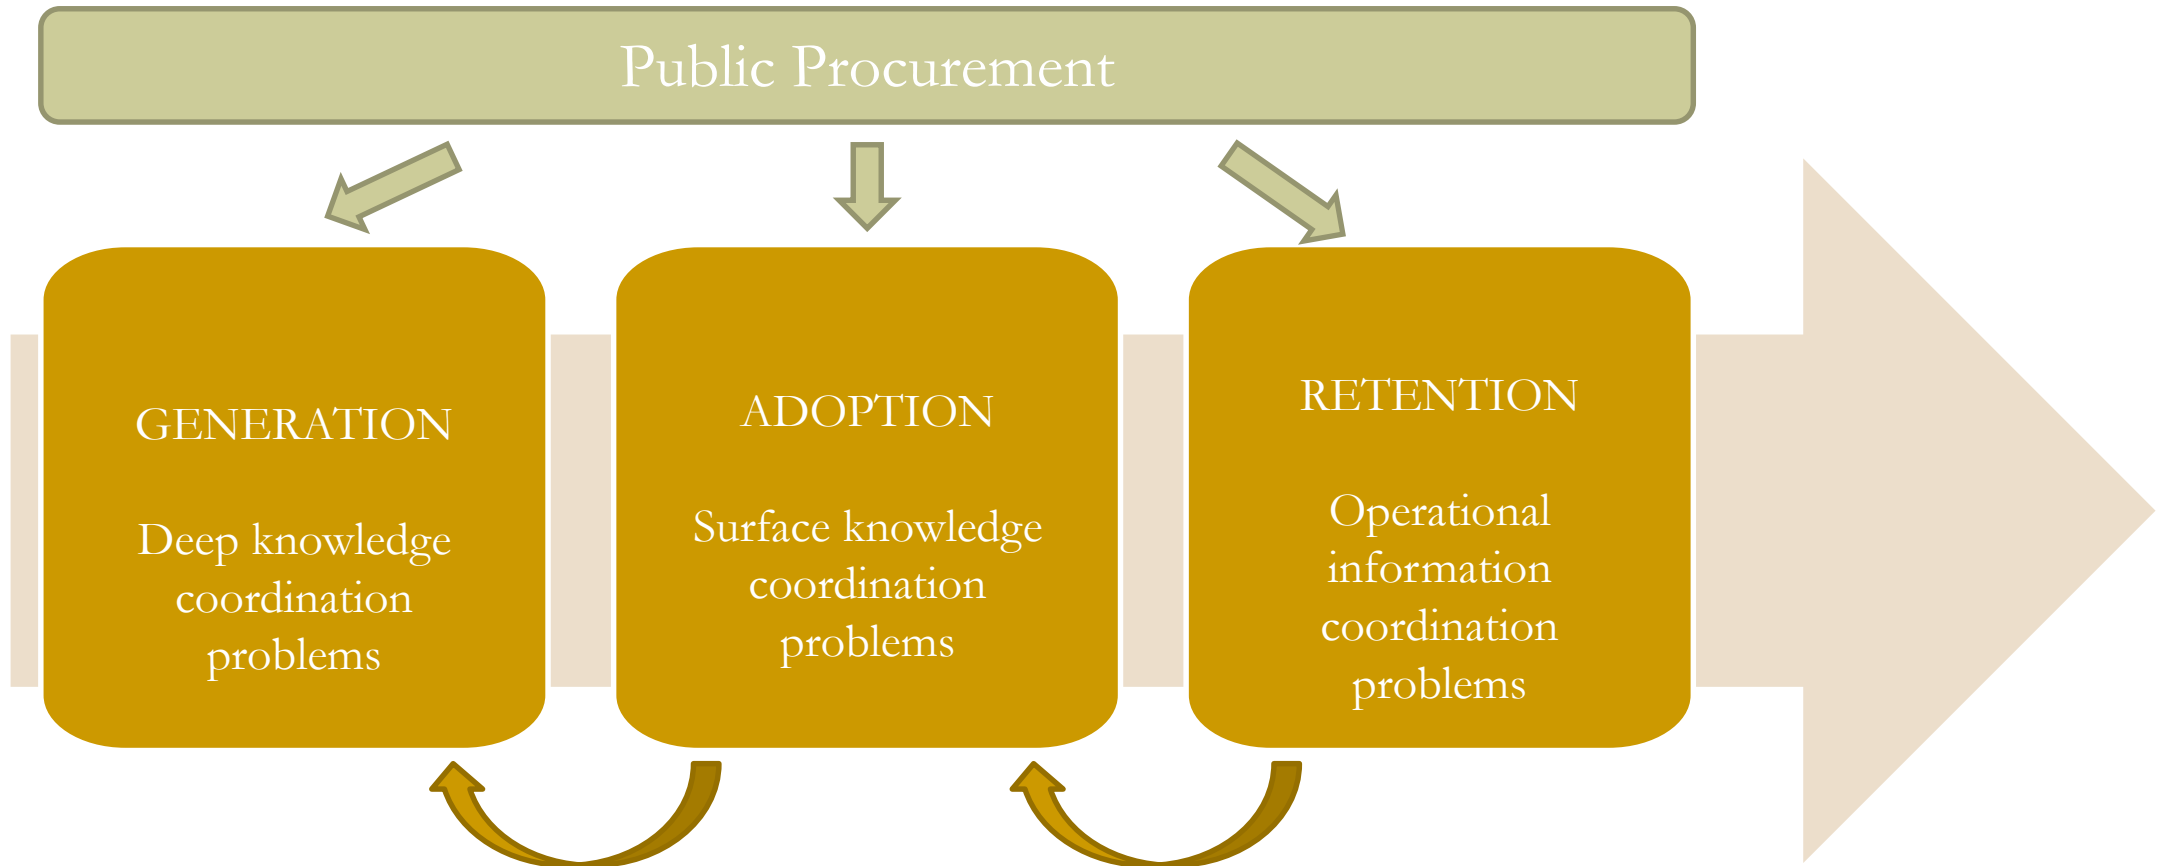 Public Procurement
GENERATION
Deep knowledge
coordination
problems
ADOPTION
Surface knowledge
coordination
problems
RETENTION
Operational
information
coordination
problems